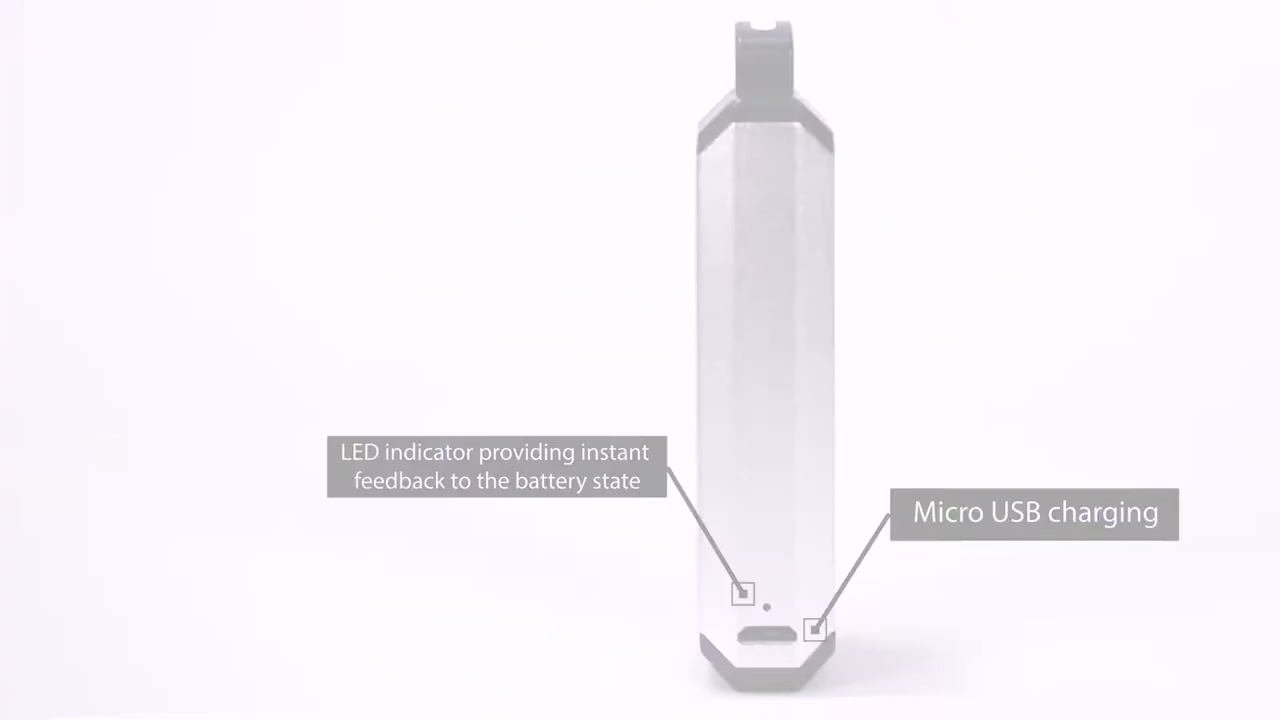 LED indicator providing instant
feedback to the battery state
Micro USB charging